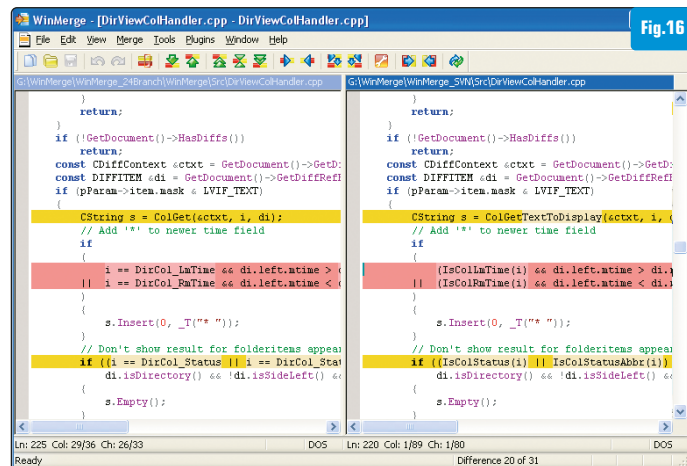 WinMerge - [DirViewColHandler.cpp - DirViewColHandler.cpp]
Fig.16
File Edit View Merge Tools Plugins Window Help
G:\WinMerge\WinMerge_24Branch\WinMerge\Src\DirViewColHandler.cpp
}
return;
}
if (!GetDocument()->HasDiffs())
return;
const CDiffContext &ctxt = GetDocument()->GetDi
const DIFFITEM &di = GetDocument()->GetDiffRef
if (pParam->item.mask & LVIF_TEXT)
{
CString s = ColGet(&ctxt, i, di);
// Add '*' to newer time field
if
(
i == DirCol_LmTime && di.left.mtime >
|| i == DirCol_RmTime && di.left.mtime <
)
{
s.Insert(0, _T("* "));
}
// Don't show result for folderitems appear
if ((i == DirCol_Status || i == DirCol_Stat
di.isDirectory() && !di.isSideLeft() &&
{
s.Empty();
}
G:\WinMerge\WinMerge_SVN\Src\DirViewColHandler.cpp
}
return;
}
if (!GetDocument()->HasDiffs())
return;
const CDiffContext &ctxt = GetDocument()->GetD
const DIFFITEM &di = GetDocument()->GetDiffRef
if (pParam->item.mask & LVIF_TEXT)
{
CString s = ColGetTextToDisplay(&ctxt, i,
// Add '*' to newer time field
if
(
(IsColLmTime(i) && di.left.mtime > di.
|| (IsColRmTime(i) && di.left.mtime < di.
)
{
s.Insert(0, _T("* "));
}
// Don't show result for folderitems appear
if ((IsColStatus(i) || IsColStatusAbbr(i))
di.isDirectory() && !di.isSideLeft() &&
{
s.Empty();
}
Ln: 225 Col: 29/36 Ch: 26/33 DOS
Ln: 220 Col: 1/89 Ch: 1/80 DOS
Ready Difference 20 of 31